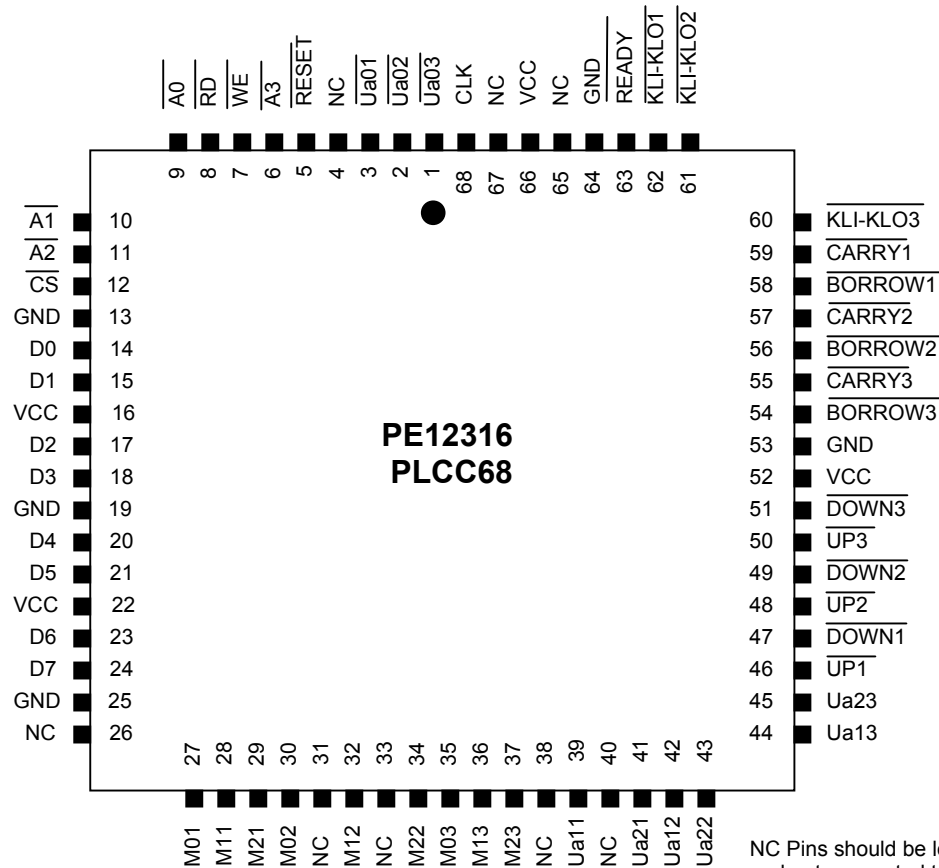 A0
RD
WE
A3
RESET
NC
Ua01
Ua02
Ua03
CLK
NC
VCC
NC
GND
READY
KLI-KLO1
KLI-KLO2
9
8
7
6
5
4
3
2
1
68
67
66
65
64
63
62
61
A1 10
A2 11
CS 12
GND 13
D0 14
D1 15
VCC 16
D2 17
D3 18
GND 19
D4 20
D5 21
VCC 22
D6 23
D7 24
GND 25
NC 26
PE12316
PLCC68
60 KLI-KLO3
59 CARRY1
58 BORROW1
57 CARRY2
56 BORROW2
55 CARRY3
54 BORROW3
53 GND
52 VCC
51 DOWN3
50 UP3
49 DOWN2
48 UP2
47 DOWN1
46 UP1
45 Ua23
44 Ua13
27
28
29
30
31
32
33
34
35
36
37
38
39
40
41
42
43
M01
M11
M21
M02
NC
M12
NC
M22
M03
M13
M23
NC
Ua11
NC
Ua21
Ua12
Ua22
NC Pins should be